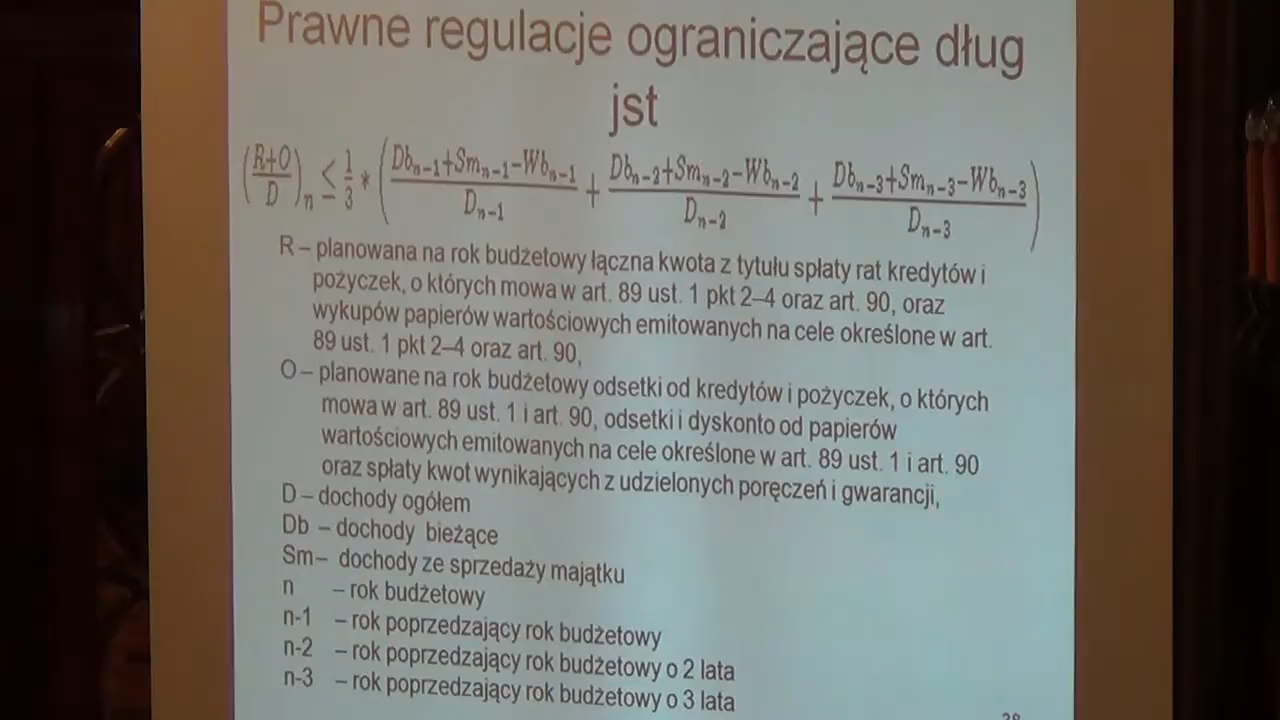 Prawne regulacje ograniczające dług
jst
(R+O/D)n ≤ 1/3 * (Dbn-1+Smn-1-Wbn-1/Dn-1 + Dbn-2+Smn-2-Wbn-2/Dn-2 + Dbn-3+Smn-3-Wbn-3/Dn-3)
R – planowana na rok budżetowy łączna kwota z tytułu spłaty rat kredytów i
pożyczek, o których mowa w art. 89 ust. 1 pkt 2–4 oraz art. 90, oraz
wykupów papierów wartościowych emitowanych na cele określone w art.
89 ust. 1 pkt 2–4 oraz art. 90,
O – planowane na rok budżetowy odsetki od kredytów i pożyczek, o których
mowa w art. 89 ust. 1 i art. 90, odsetki i dyskonto od papierów
wartościowych emitowanych na cele określone w art. 89 ust. 1 i art. 90
oraz spłaty kwot wynikających z udzielonych poręczeń i gwarancji,
D – dochody ogółem
Db – dochody bieżące
Sm – dochody ze sprzedaży majątku
n – rok budżetowy
n-1 – rok poprzedzający rok budżetowy
n-2 – rok poprzedzający rok budżetowy o 2 lata
n-3 – rok poprzedzający rok budżetowy o 3 lata